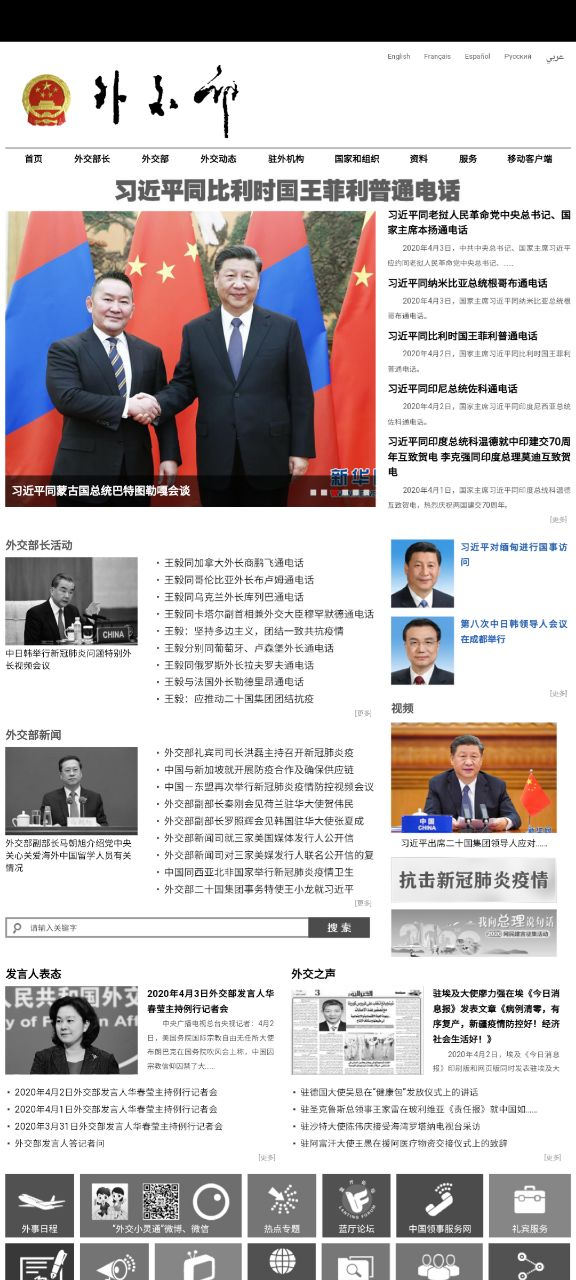 English Français Español Русский عربي
外交部
首页 外交部长 外交部 外交动态 驻外机构 国家和组织 资料 服务 移动客户端
习近平同比利时国王菲利普通电话
习近平同蒙古国总统巴特图勒嘎会谈
习近平同老挝人民革命党中央总书记、国
家主席本扬通电话
2020年4月3日，中共中央总书记、国家主席习近平
应约同老挝人民革命党中央总书记、......
习近平同纳米比亚总统根哥布通电话
2020年4月3日，国家主席习近平同纳米比亚总统根
哥布通电话。
习近平同比利时国王菲利普通电话
2020年4月2日，国家主席习近平同比利时国王菲利
普通电话。
习近平同印尼总统佐科通电话
2020年4月2日，国家主席习近平同印度尼西亚总统
佐科通电话。
习近平同印度总统科温德就中印建交70周
年互致贺电 李克强同印度总理莫迪互致贺
电
2020年4月1日，国家主席习近平同印度总统科温德
互致贺电，热烈庆祝两国建交70周年。
[更多]
外交部长活动
CHINA
中日韩举行新冠肺炎问题特别外
长视频会议
王毅同加拿大外长商鹏飞通电话
王毅同哥伦比亚外长布卢姆通电话
王毅同乌克兰外长库列巴通电话
王毅同卡塔尔副首相兼外交大臣穆罕默德通电话
王毅：坚持多边主义，团结一致共抗疫情
王毅分别同葡萄牙、卢森堡外长通电话
王毅同俄罗斯外长拉夫罗夫通电话
王毅与法国外长勒德里昂通电话
王毅：应推动二十国集团团结抗疫
[更多]
习近平对缅甸进行国事访
问
第八次中日韩领导人会议
在成都举行
[更多]
外交部新闻
外交部副部长马朝旭介绍党中央
关心关爱海外中国留学人员有关
情况
外交部礼宾司司长洪磊主持召开新冠肺炎疫
中国与新加坡就开展防疫合作及确保供应链
中国－东盟再次举行新冠肺炎疫情防控视频会议
外交部副部长秦刚会见荷兰驻华大使贺伟民
外交部副部长罗照辉会见韩国驻华大使张夏成
外交部新闻司就三家美国媒体发行人公开信
外交部新闻司对三家美媒发行人联名公开信的复
中国同西亚北非国家举行新冠肺炎疫情卫生
外交部二十国集团事务特使王小龙就习近平
[更多]
视频
中国
CHINA
习近平出席二十国集团领导人应对......
抗击新冠肺炎疫情
我向总理说句话
2020 网民建言征集活动
请输入关键字 搜 索
发言人表态
2020年4月3日外交部发言人华
春莹主持例行记者会
中央广播电视总台央视记者：4月2
日，美国务院国际宗教自由无任所大使
布朗巴克在国务院吹风会上称，中国因
宗教信仰囚禁了大......
2020年4月2日外交部发言人华春莹主持例行记者会
2020年4月1日外交部发言人华春莹主持例行记者会
2020年3月31日外交部发言人华春莹主持例行记者会
外交部发言人答记者问
[更多]
外交之声
驻埃及大使廖力强在埃《今日消
息报》发表文章《病例清零，有
序复产，新疆疫情防控好！经济
社会生活好！》
2020年4月2日，埃及《今日消息
报》印刷版和网页版同时发表驻埃及大
驻德国大使吴恳在“健康包”发放仪式上的讲话
驻圣克鲁斯总领事王家雷在玻利维亚《责任报》就中国如......
驻沙特大使陈伟庆接受海湾罗塔纳电视台采访
驻阿富汗大使王愚在援阿医疗物资交接仪式上的致辞
[更多]
外事日程 “外交小灵通”微博、微信 热点专题 蓝厅论坛 中国领事服务网 礼宾服务